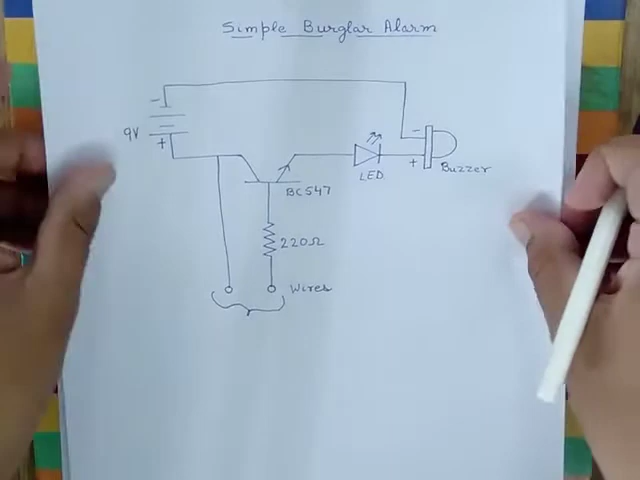 Simple Burglar Alarm
-
9V
+
-
+
Buzzer
LED
BC547
220Ω
Wires